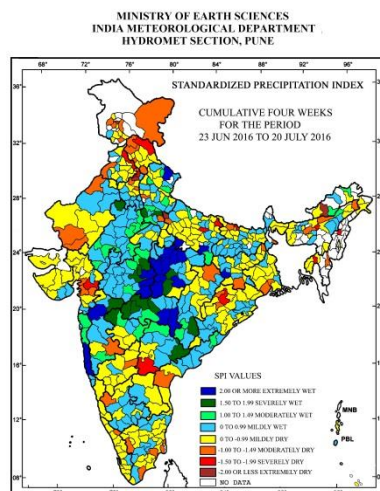 MINISTRY OF EARTH SCIENCES
INDIA METEOROLOGICAL DEPARTMENT
HYDROMET SECTION, PUNE
68° 72° 76° 80° 84° 88° 92° 96°
STANDARDIZED PRECIPITATION INDEX
CUMULATIVE FOUR WEEKS
FOR THE PERIOD
23 JUN 2016 TO 20 JULY 2016
36°
32°
28°
24°
20°
16°
12°
08°
SPI VALUES
2.00 OR MORE EXTREMELY WET
1.50 TO 1.99 SEVERELY WET
1.00 TO 1.49 MODERATELY WET
0 TO 0.99 MILDLY WET
0 TO -0.99 MILDLY DRY
-1.00 TO -1.49 MODERATELY DRY
-1.50 TO -1.99 SEVERELY DRY
-2.00 OR LESS EXTREMELY DRY
NO DATA
MNB
PBL